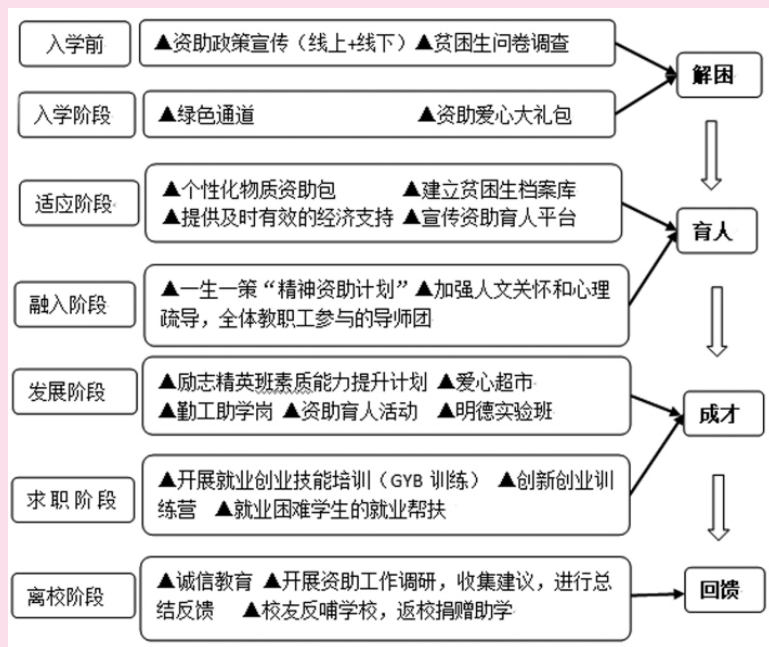 入学前
▲资助政策宣传（线上+线下）▲贫困生问卷调查
解困
入学阶段
▲绿色通道 ▲资助爱心大礼包
适应阶段
▲个性化物质资助包 ▲建立贫困生档案库
▲提供及时有效的经济支持 ▲宣传资助育人平台
育人
融入阶段
▲一生一策“精神资助计划”▲加强人文关怀和心理
疏导，全体教职工参与的导师团
发展阶段
▲励志精英班素质能力提升计划 ▲爱心超市
▲勤工助学岗 ▲资助育人活动 ▲明德实验班
成才
求职阶段
▲开展就业创业技能培训（GYB 训练） ▲创新创业训
练营 ▲就业困难学生的就业帮扶
离校阶段
▲诚信教育 ▲开展资助工作调研，收集建议，进行总
结反馈 ▲校友反哺学校，返校捐赠助学
回馈